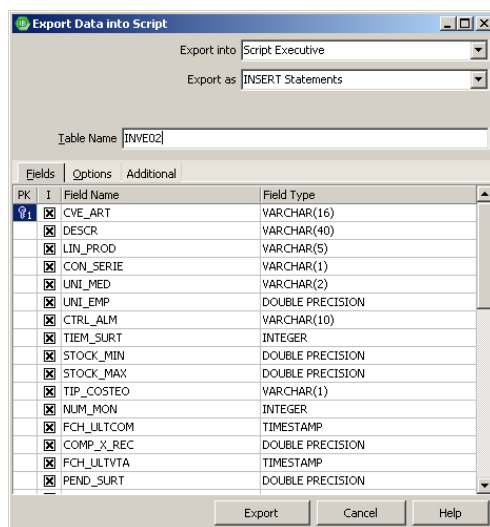 Export Data into Script
Export into Script Executive
Export as INSERT Statements
Table Name INVE02
Fields Options Additional
PK I Field Name Field Type
1 CVE_ART VARCHAR(16)
DESCR VARCHAR(40)
LIN_PROD VARCHAR(5)
CON_SERIE VARCHAR(1)
UNI_MED VARCHAR(2)
UNI_EMP DOUBLE PRECISION
CTRL_ALM VARCHAR(10)
TIEM_SURT INTEGER
STOCK_MIN DOUBLE PRECISION
STOCK_MAX DOUBLE PRECISION
TIP_COSTEO VARCHAR(1)
NUM_MON INTEGER
FCH_ULTCOM TIMESTAMP
COMP_X_REC DOUBLE PRECISION
FCH_ULTVTA TIMESTAMP
PEND_SURT DOUBLE PRECISION
Export Cancel Help